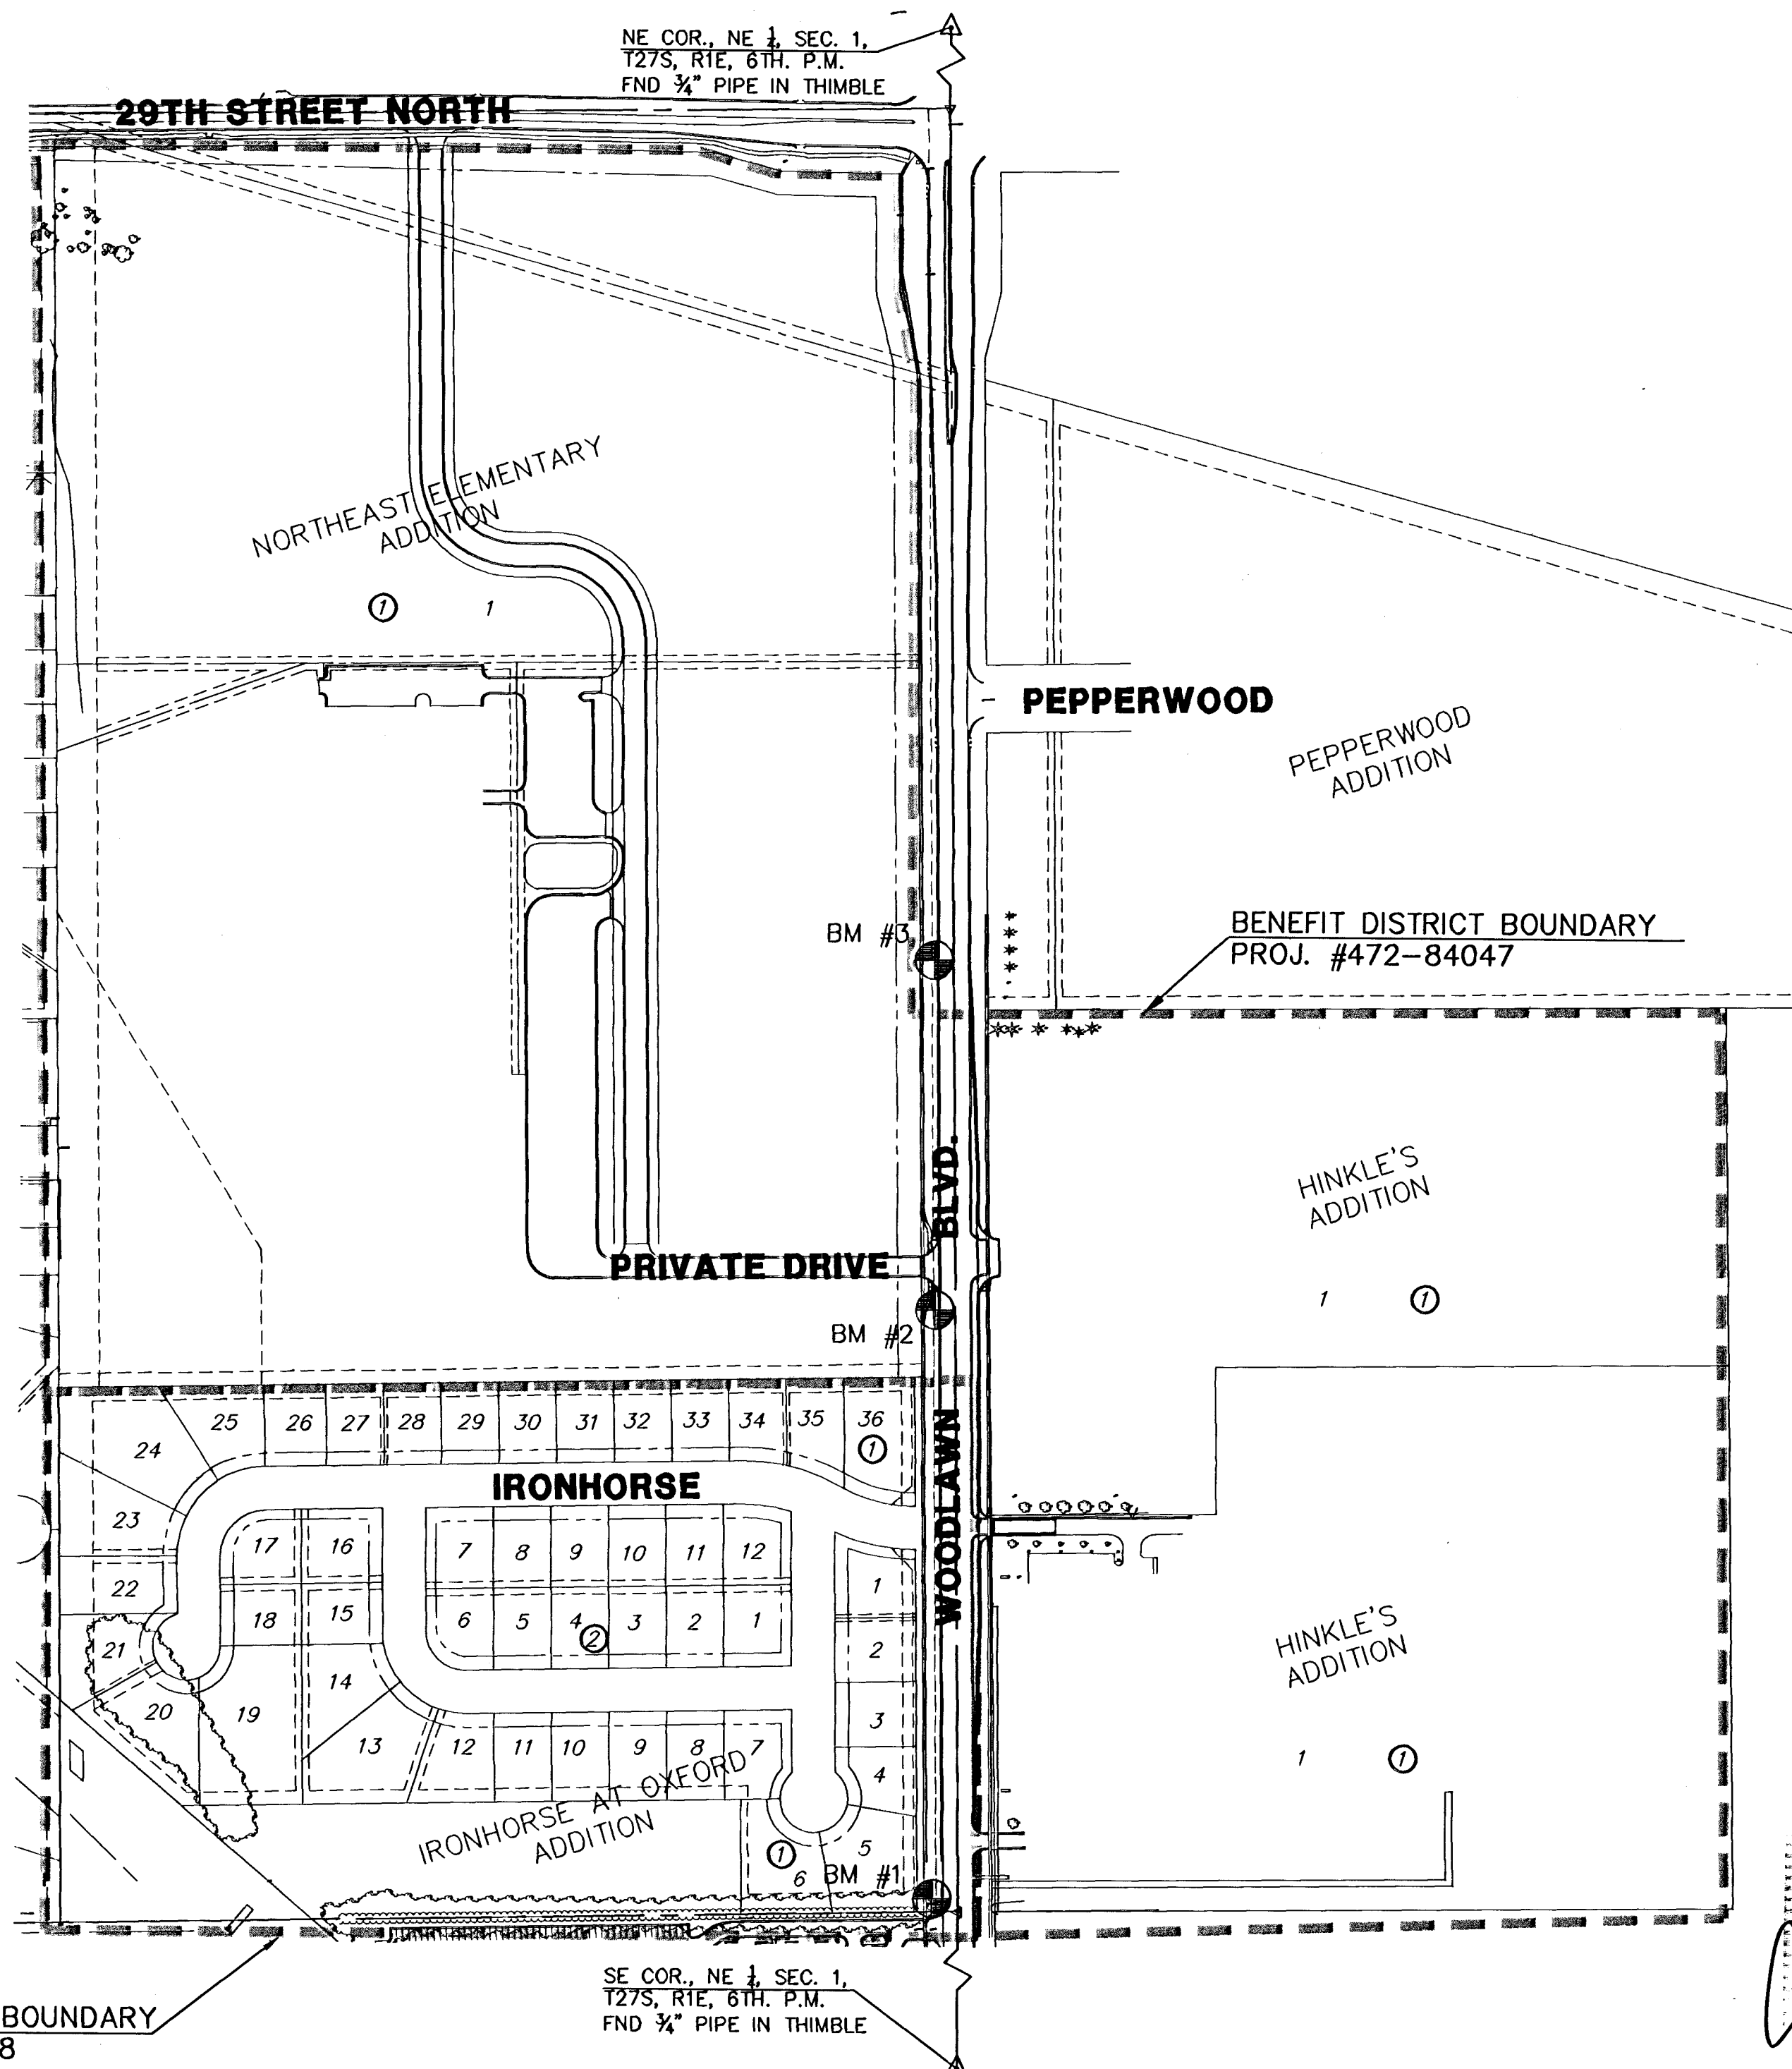 NE COR., NE ¼, SEC. 1,
T27S, R1E, 6TH. P.M.
FND ¾" PIPE IN THIMBLE
29TH STREET NORTH
NORTHEAST ELEMENTARY
ADDITION
1 1
PEPPERWOOD
PEPPERWOOD
ADDITION
BM #3
BENEFIT DISTRICT BOUNDARY
PROJ. #472-84047
HINKLE'S
ADDITION
WOODLAWN BLVD.
PRIVATE DRIVE
1 1
BM #2
25 26 27 28 29 30 31 32 33 34 35 36
24
1
IRONHORSE
23
17 16 7 8 9 10 11 12
22
1
18 15 6 5 4 3 2 1
2
21
2
HINKLE'S
ADDITION
14
20 19
3
13 12 11 10 9 8 7
1 1
4
IRONHORSE AT OXFORD
ADDITION
1
5
6
BM #1
SE COR., NE ¼, SEC. 1,
T27S, R1E, 6TH. P.M.
FND ¾" PIPE IN THIMBLE
BOUNDARY
8